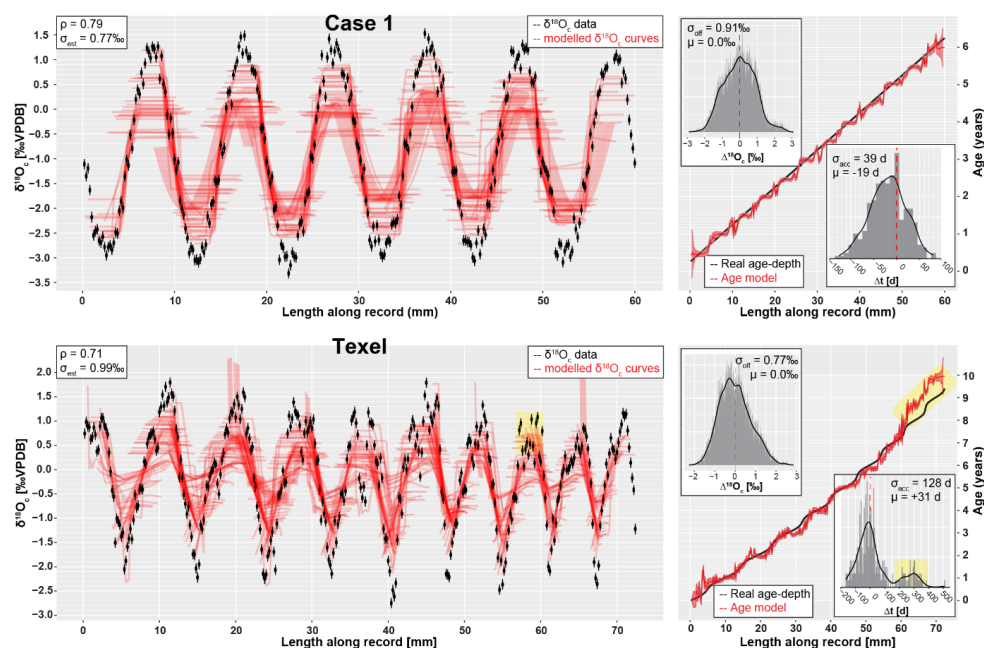 Case 1
ρ = 0.79
σest = 0.77‰
-- δ¹⁸Oc data
-- modelled δ¹⁸Oc curves
δ¹⁸Oc [‰VPDB]
1.5
1.0
0.5
0.0
−0.5
−1.0
−1.5
−2.0
−2.5
−3.0
−3.5
0 10 20 30 40 50 60
Length along record (mm)
σoff = 0.91‰
μ = 0.0‰
−3 −2 −1 0 1 2 3
Δ¹⁸Oc [‰]
σacc = 39 d
μ = -19 d
-150 -100 -50 0 50 100
Δt [d]
-- Real age-depth
-- Age model
6
5
4
3
2
1
0
Age (years)
0 10 20 30 40 50 60
Length along record (mm)
Texel
ρ = 0.71
σest = 0.99‰
-- δ¹⁸Oc data
-- modelled δ¹⁸Oc curves
δ¹⁸Oc [‰VPDB]
2.0
1.5
1.0
0.5
0.0
−0.5
−1.0
−1.5
−2.0
−2.5
−3.0
0 10 20 30 40 50 60 70
Length along record [mm]
σoff = 0.77‰
μ = 0.0‰
−3 −2 −1 0 1 2 3
Δ¹⁸Oc [‰]
σacc = 128 d
μ = +31 d
-200 -100 0 100 200 300 400 500
Δt [d]
-- Real age-depth
-- Age model
10
9
8
7
6
5
4
3
2
1
0
Age (years)
0 10 20 30 40 50 60 70
Length along record [mm]